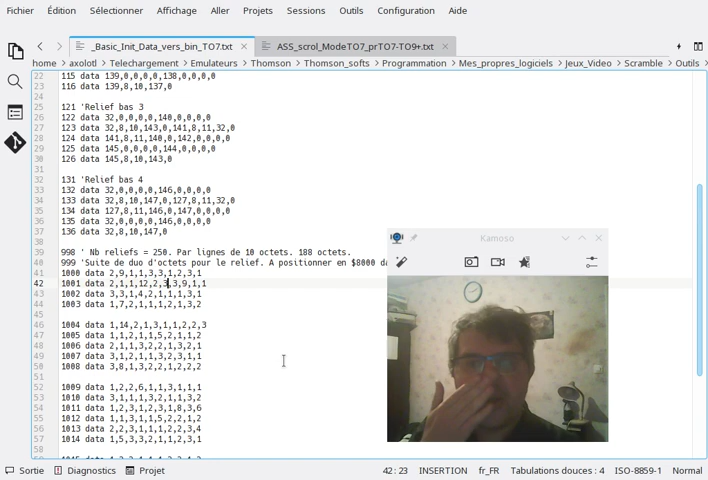 Fichier Édition Sélectionner Affichage Aller Projets Sessions Outils Configuration Aide
_Basic_Init_Data_vers_bin_TO7.txt ASS_scrol_ModeTO7_prTO7-TO9+.txt
home > axolotl > Telechargement > Emulateurs > Thomson > Thomson_softs > Programmation > Mes_propres_logiciels > Jeux_Video > Scramble > Outils
22 115 data 139,0,0,0,0,138,0,0,0,0
23 116 data 139,8,10,137,0
24
25 121 'Relief bas 3
26 122 data 32,0,0,0,0,140,0,0,0,0
27 123 data 32,8,10,143,0,141,8,11,32,0
28 124 data 141,8,11,140,0,142,0,0,0,0
29 125 data 145,0,0,0,0,144,0,0,0,0
30 126 data 145,8,10,143,0
31
32 131 'Relief bas 4
33 132 data 32,0,0,0,0,146,0,0,0,0
34 133 data 32,8,10,147,0,127,8,11,32,0
35 134 data 127,8,11,146,0,147,0,0,0,0
36 135 data 32,0,0,0,0,146,0,0,0,0
37 136 data 32,8,10,147,0
38
39 998 ' Nb reliefs = 250. Par lignes de 10 octets. 188 octets.
40 999 'Suite de duo d'octets pour le relief. A positionner en $8000
41 1000 data 2,9,1,1,3,3,1,2,3,1
42 1001 data 2,1,1,12,2,3,3,9,1,1
43 1002 data 3,3,1,4,2,1,1,1,3,1
44 1003 data 1,7,2,1,1,1,2,1,3,2
45
46 1004 data 1,14,2,1,3,1,1,2,2,3
47 1005 data 1,1,2,1,1,5,2,1,1,2
48 1006 data 2,1,1,3,2,2,1,3,2,1
49 1007 data 3,1,2,1,1,3,2,3,1,1
50 1008 data 3,8,1,3,2,2,1,2,2,2
51
52 1009 data 1,2,2,6,1,1,3,1,1,1
53 1010 data 3,1,1,1,3,2,1,1,3,2
54 1011 data 1,2,3,1,2,3,1,8,3,6
55 1012 data 1,1,3,1,1,5,2,2,1,2
56 1013 data 2,2,3,1,1,1,2,2,3,4
57 1014 data 1,5,3,3,2,1,1,2,3,1
58
Kamoso
Sortie Diagnostics Projet 42 : 23 INSERTION fr_FR Tabulations douces : 4 ISO-8859-1 Normal